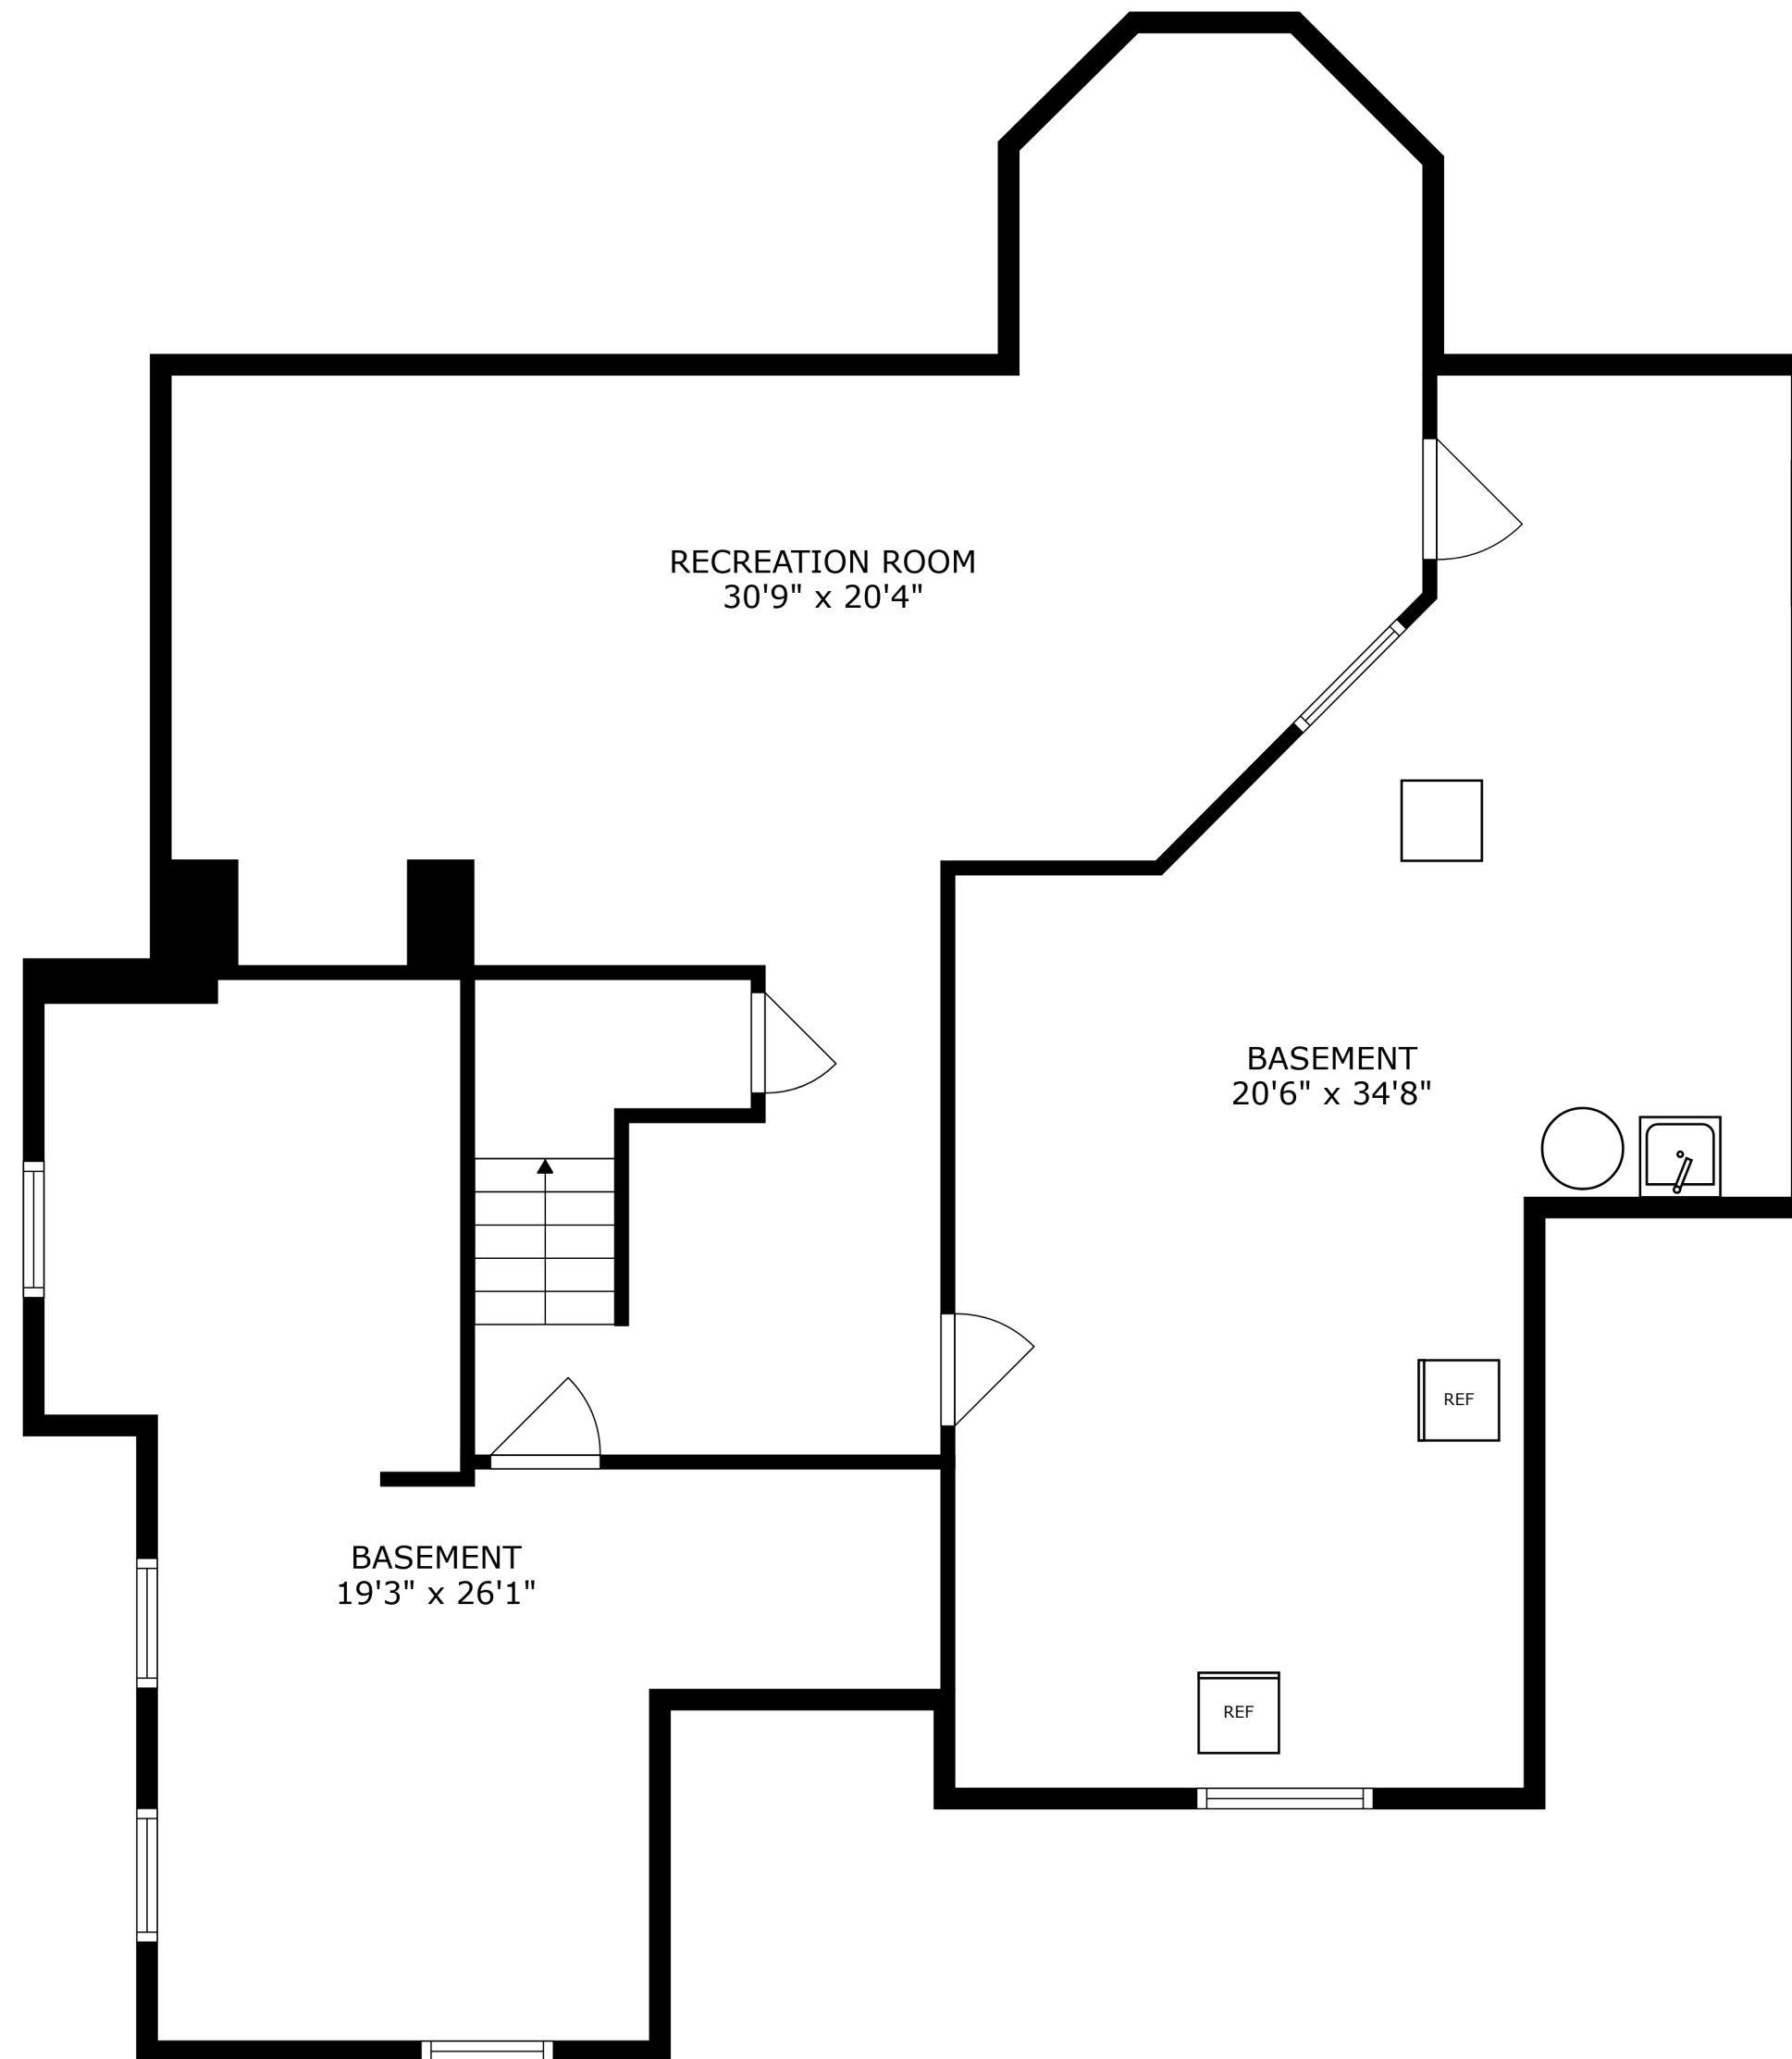 RECREATION ROOM
30'9" x 20'4"
BASEMENT
20'6" x 34'8"
REF
BASEMENT
19'3" x 26'1"
REF